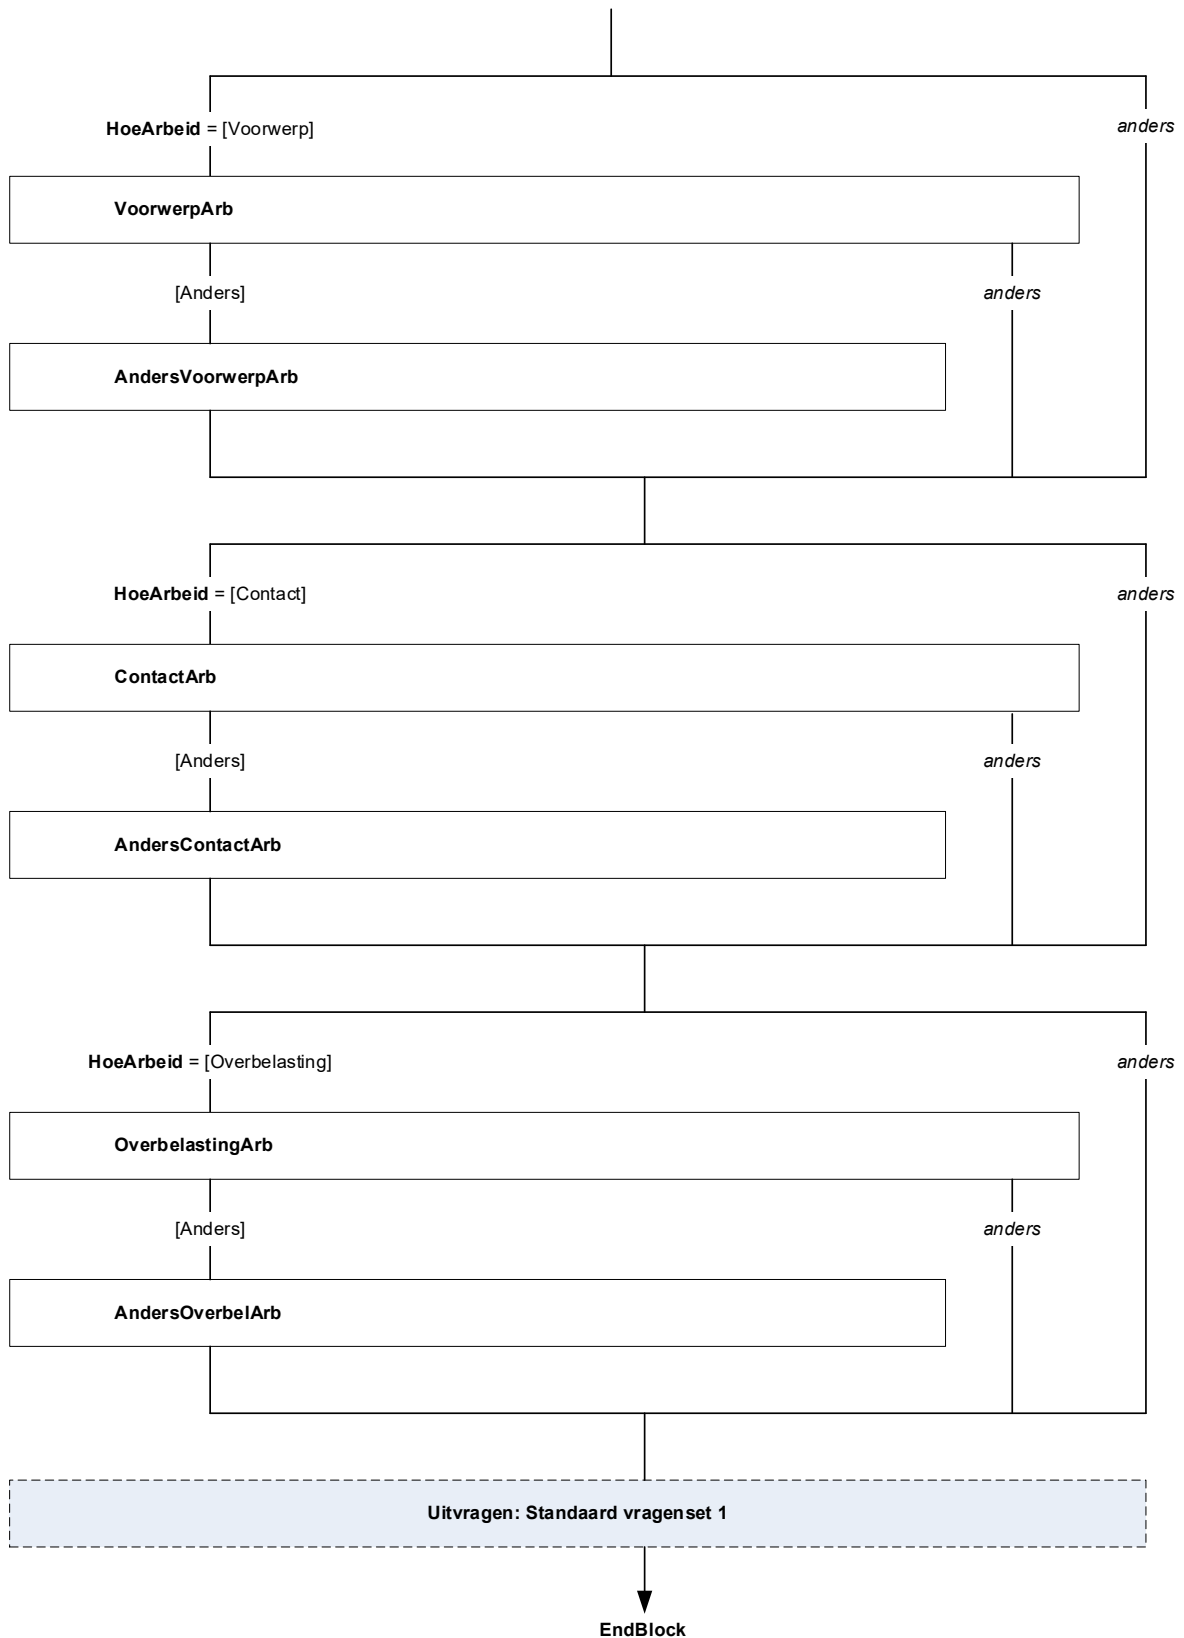 HoeArbeid = [Voorwerp]
anders
VoorwerpArb
[Anders]
anders
AndersVoorwerpArb
HoeArbeid = [Contact]
anders
ContactArb
[Anders]
anders
AndersContactArb
HoeArbeid = [Overbelasting]
anders
OverbelastingArb
[Anders]
anders
AndersOverbelArb
Uitvragen: Standaard vragenset 1
EndBlock